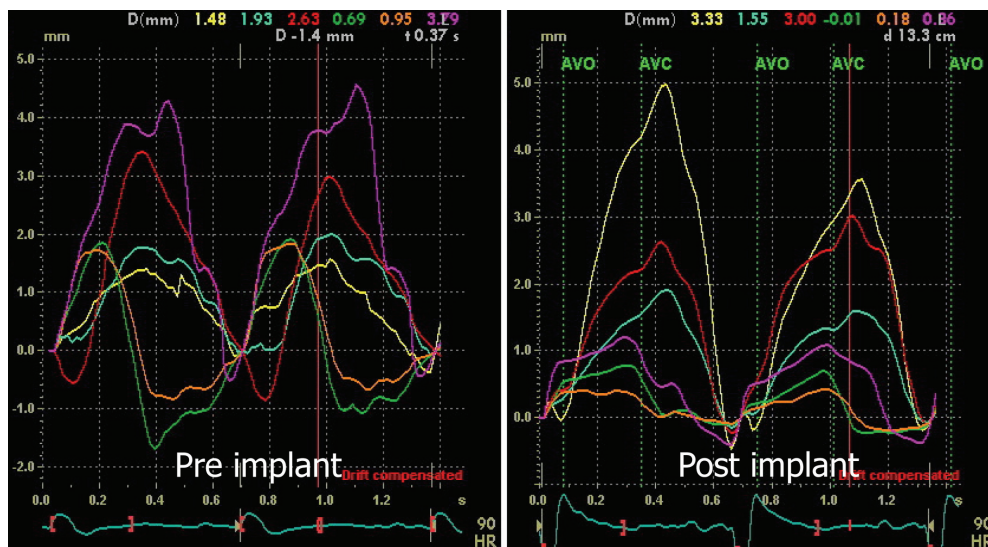 D(mm) 1.48 1.93 2.63 0.69 0.95
D -1.4 mm t 0.37 s
mm
5.0
4.0
3.0
2.0
1.0
0.0
-1.0
-2.0
Pre implant
Drift compensated
0.0 0.4 0.6 1.0 1.2 s
90
HR
D(mm) 3.33 1.55 3.00 -0.01 0.18
d 13.3 cm
mm
AVO AVC AVO AVC AVO
5.0
4.0
3.0
2.0
1.0
0.0
Post implant
Drift compensated
0.0 0.2 0.4 0.6 0.8 1.0 1.2 s
90
HR